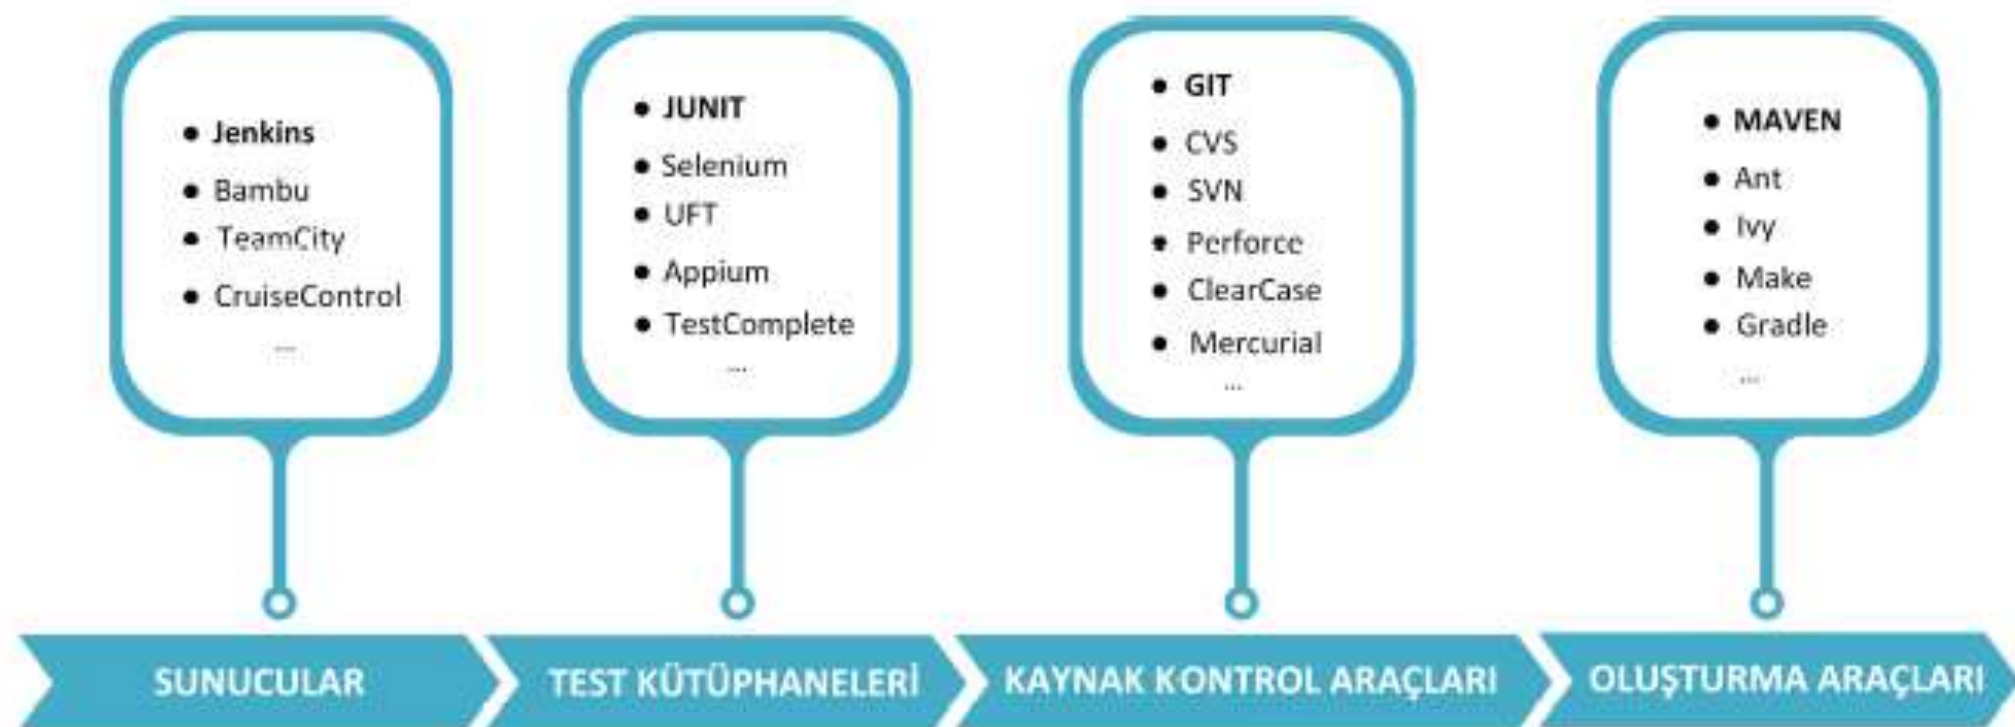 ● Jenkins
● Bambu
● TeamCity
● CruiseControl
...
● JUNIT
● Selenium
● UFT
● Appium
● TestComplete
...
● GIT
● CVS
● SVN
● Perforce
● ClearCase
● Mercurial
...
● MAVEN
● Ant
● Ivy
● Make
● Gradle
...
SUNUCULAR
TEST KÜTÜPHANELERİ
KAYNAK KONTROL ARAÇLARI
OLUŞTURMA ARAÇLARI